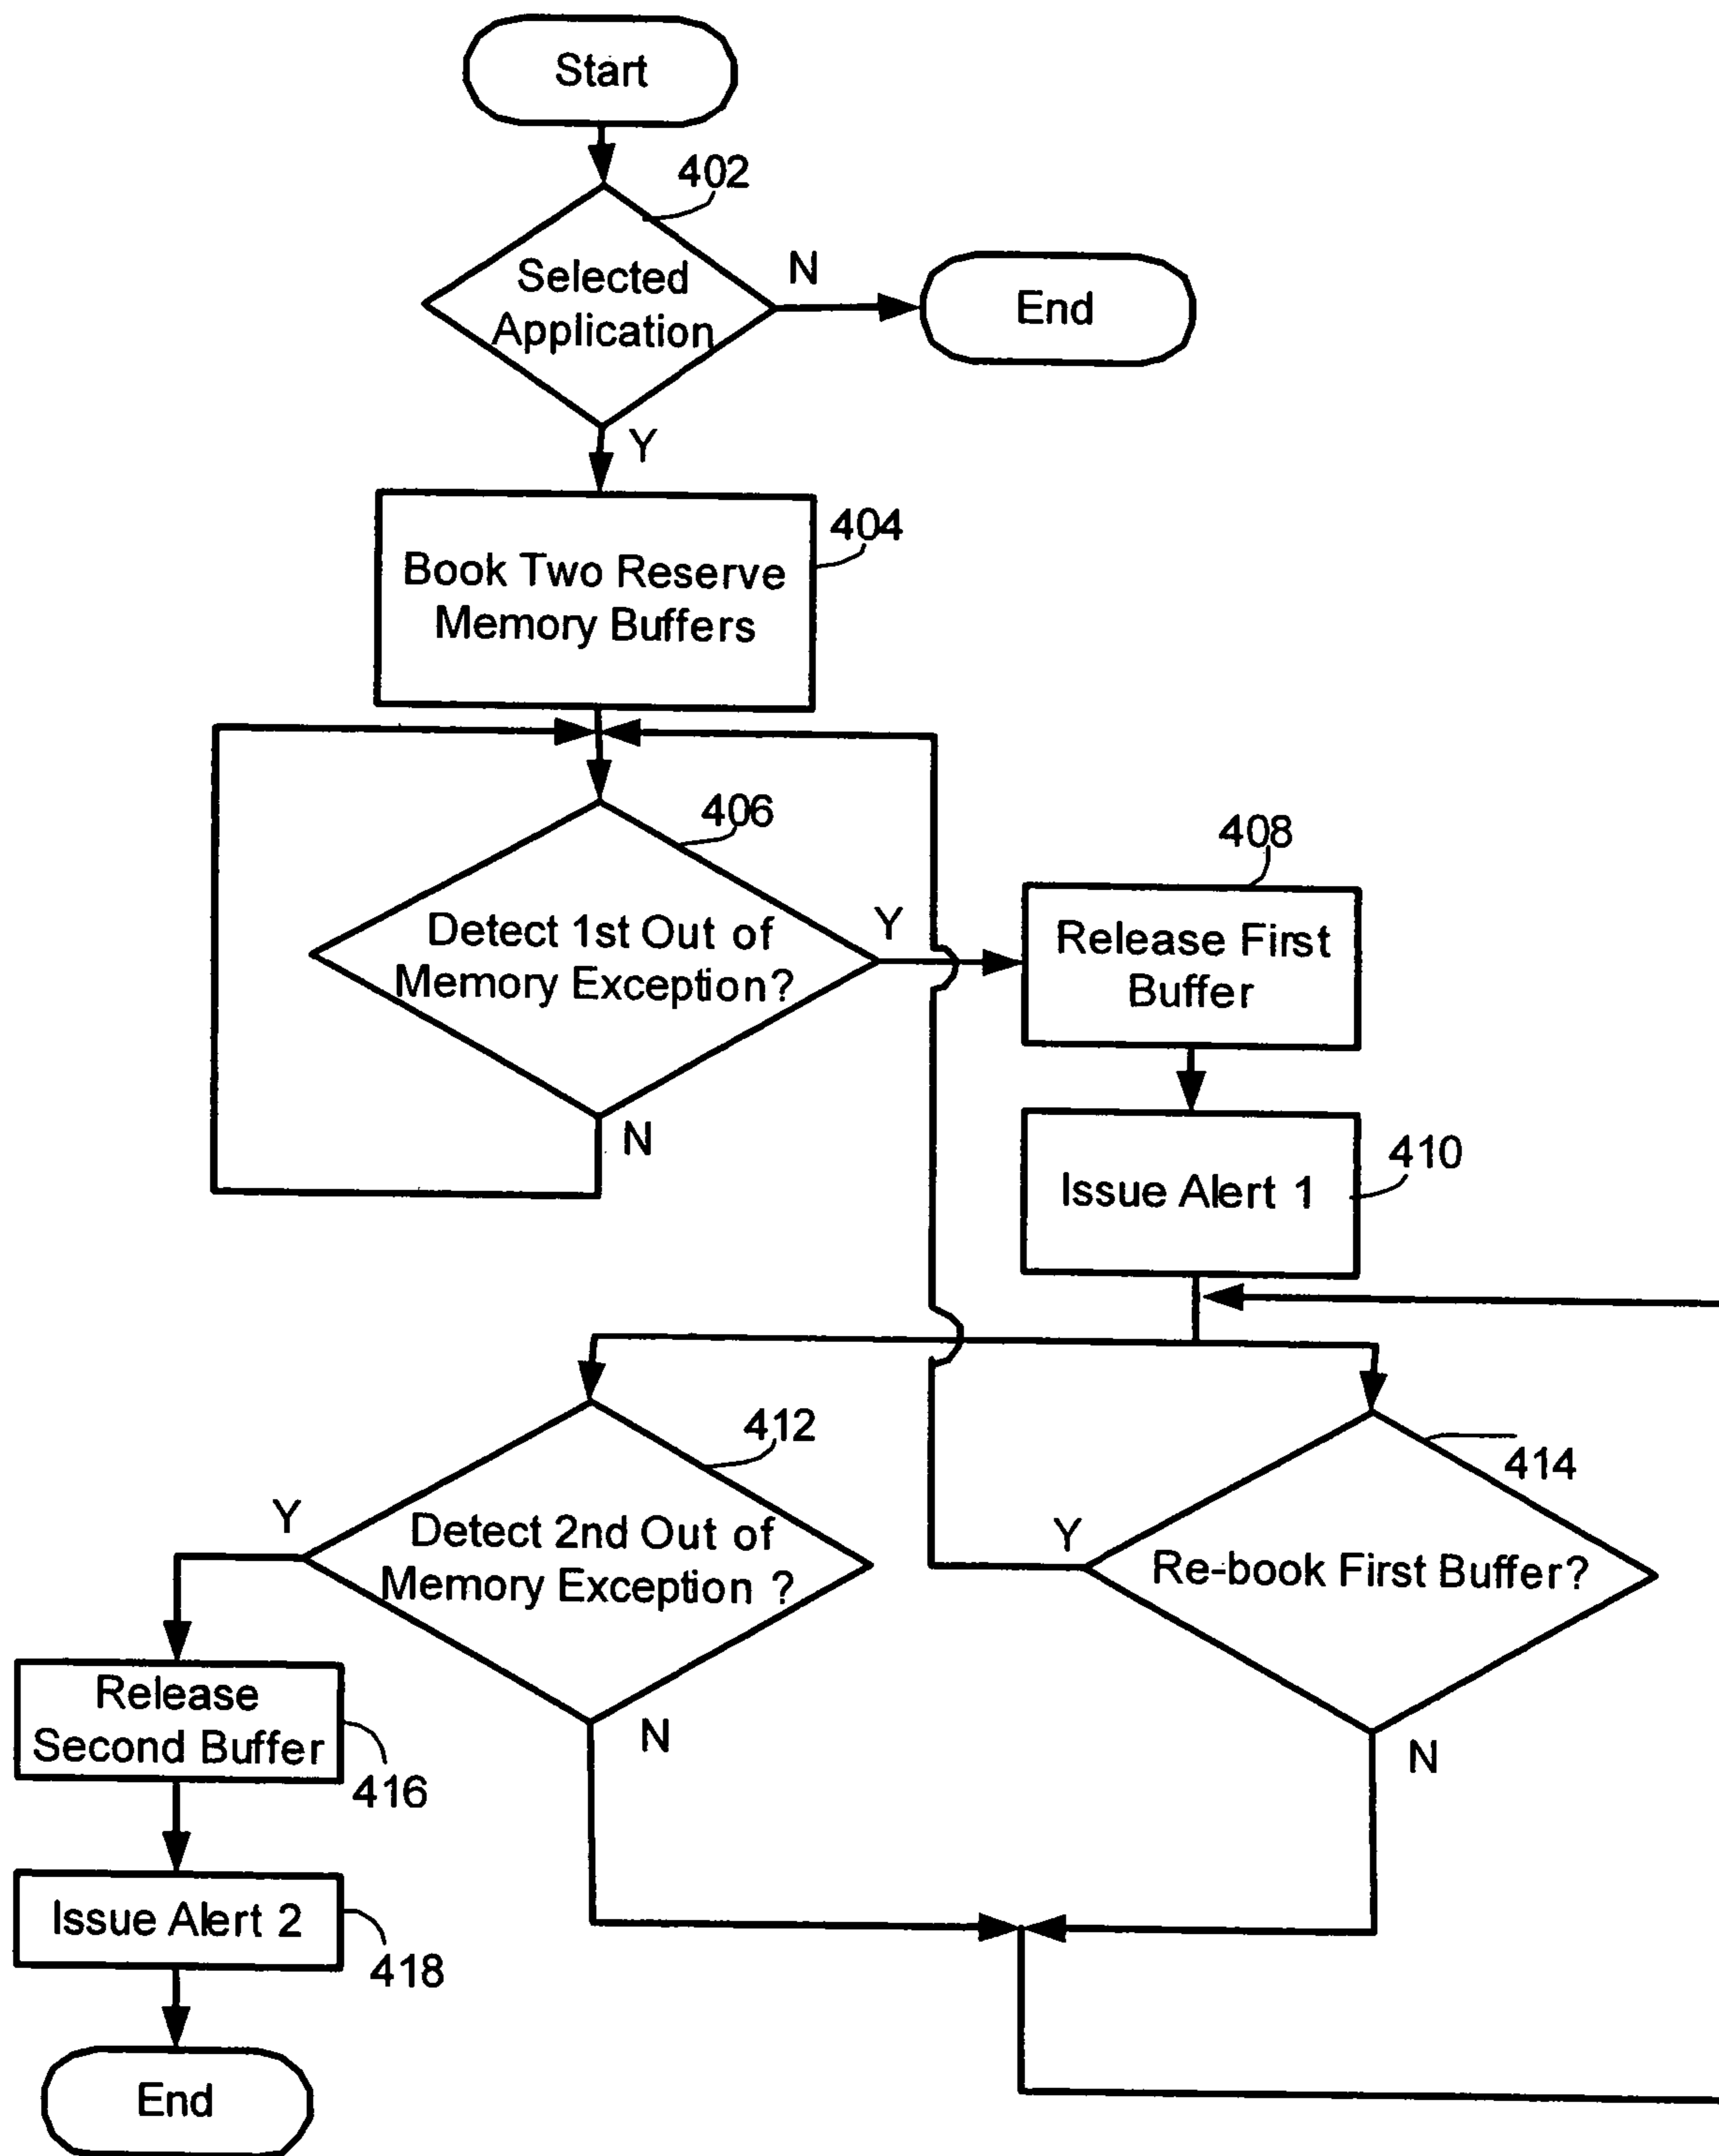 Start
402
Selected
Application
N
End
Y
404
Book Two Reserve
Memory Buffers
406
Detect 1st Out of
Memory Exception?
Y
N
408
Release First
Buffer
410
Issue Alert 1
412
Detect 2nd Out of
Memory Exception ?
Y
N
414
Re-book First Buffer?
Y
N
Release
Second Buffer
416
Issue Alert 2
418
End